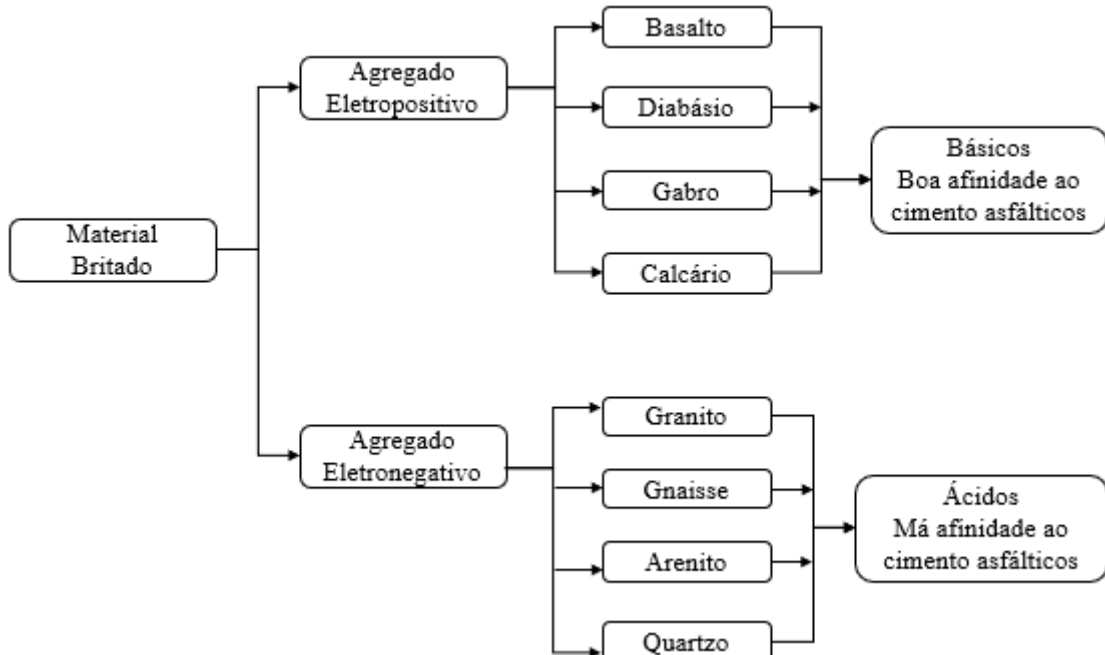 Material
Britado
Agregado
Eletropositivo
Basalto
Diabásio
Gabro
Calcário
Básicos
Boa afinidade ao
cimento asfálticos
Agregado
Eletronegativo
Granito
Gnaisse
Arenito
Quartzo
Ácidos
Má afinidade ao
cimento asfálticos